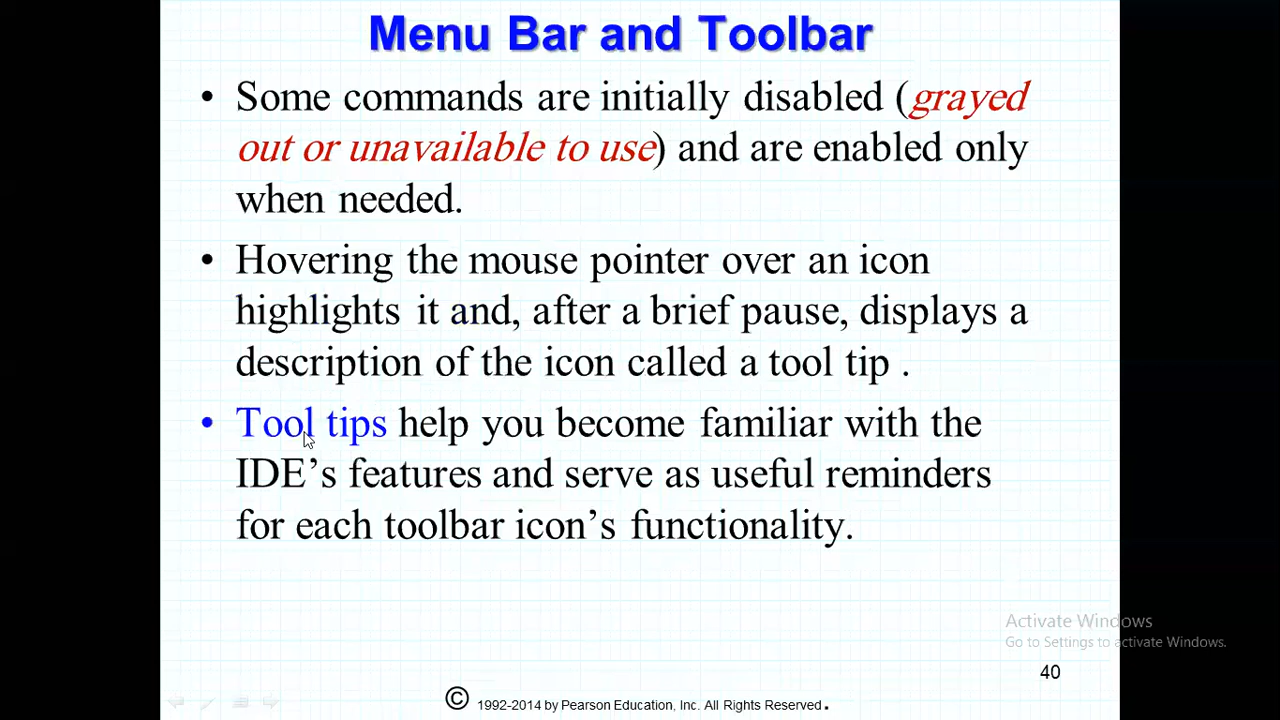 Menu Bar and Toolbar
• Some commands are initially disabled (grayed
out or unavailable to use) and are enabled only
when needed.
• Hovering the mouse pointer over an icon
highlights it and, after a brief pause, displays a
description of the icon called a tool tip .
• Tool tips help you become familiar with the
IDE’s features and serve as useful reminders
for each toolbar icon’s functionality.
Activate Windows
Go to Settings to activate Windows.
40
© 1992-2014 by Pearson Education, Inc. All Rights Reserved.